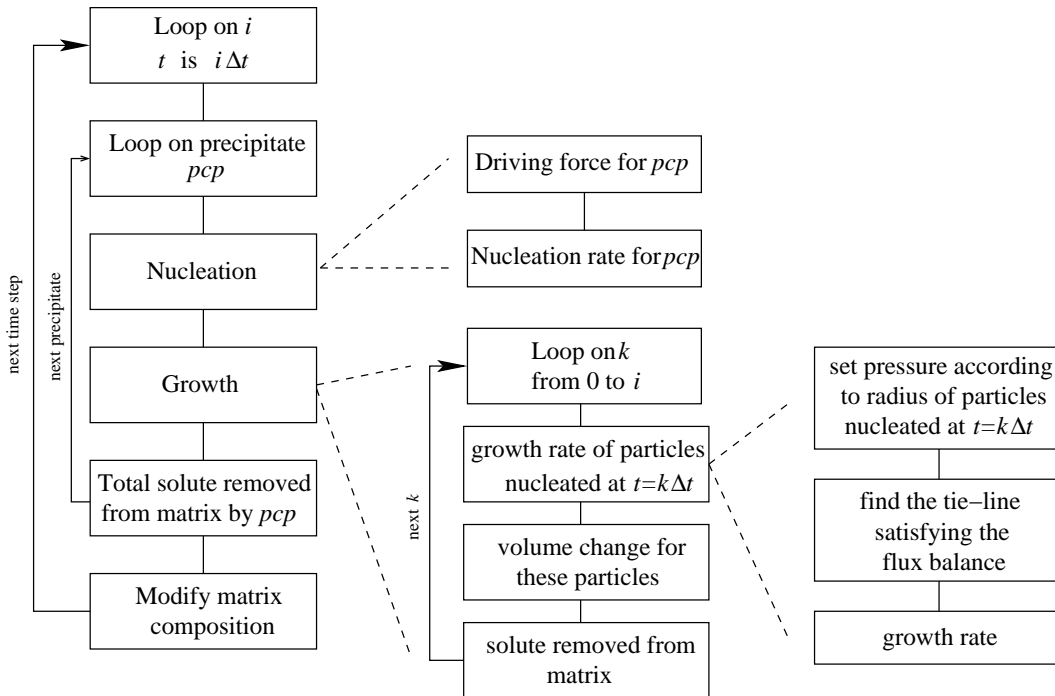 Loop on i
t is i Δt
Loop on precipitate
pcp
Nucleation
Growth
Total solute removed
from matrix by pcp
Modify matrix
composition
next time step
next precipitate
Driving force for pcp
Nucleation rate for pcp
Loop on k
from 0 to i
growth rate of particles
nucleated at t=k Δt
volume change for
these particles
solute removed from
matrix
next k
set pressure according
to radius of particles
nucleated at t=k Δt
find the tie−line
satisfying the
flux balance
growth rate